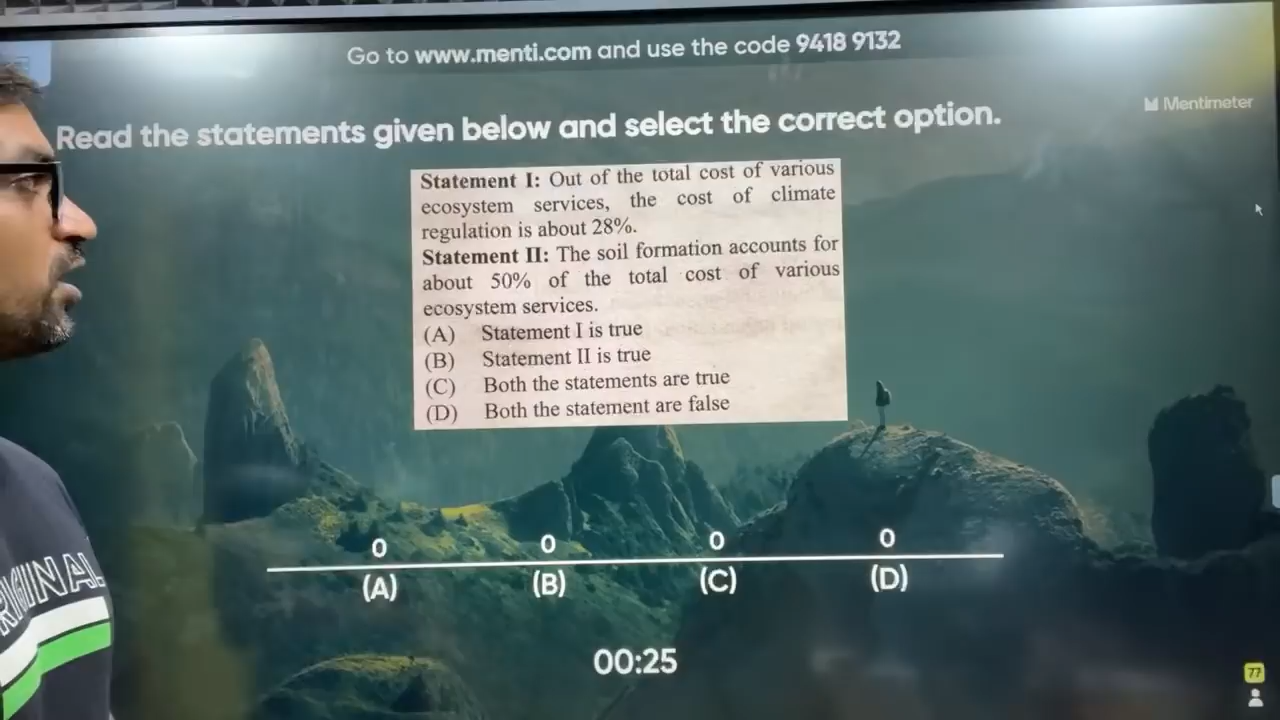 Go to www.menti.com and use the code 9418 9132
Mentimeter
Read the statements given below and select the correct option.
Statement I: Out of the total cost of various
ecosystem services, the cost of climate
regulation is about 28%.
Statement II: The soil formation accounts for
about 50% of the total cost of various
ecosystem services.
(A) Statement I is true
(B) Statement II is true
(C) Both the statements are true
(D) Both the statement are false
0 0 0 0
(A) (B) (C) (D)
00:25
77